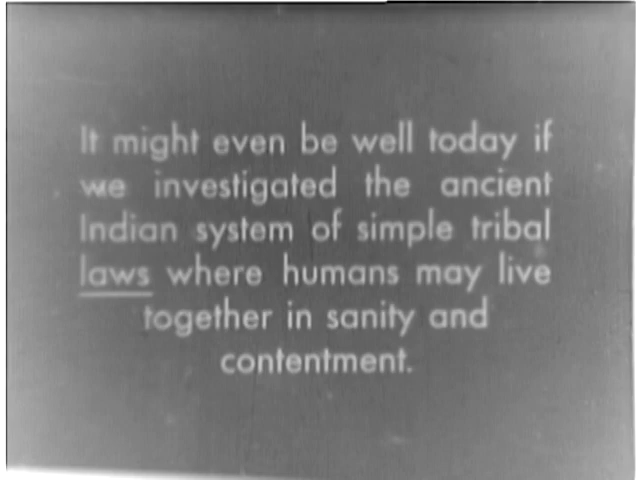 It might even be well today if
we investigated the ancient
Indian system of simple tribal
laws where humans may live
together in sanity and
contentment.